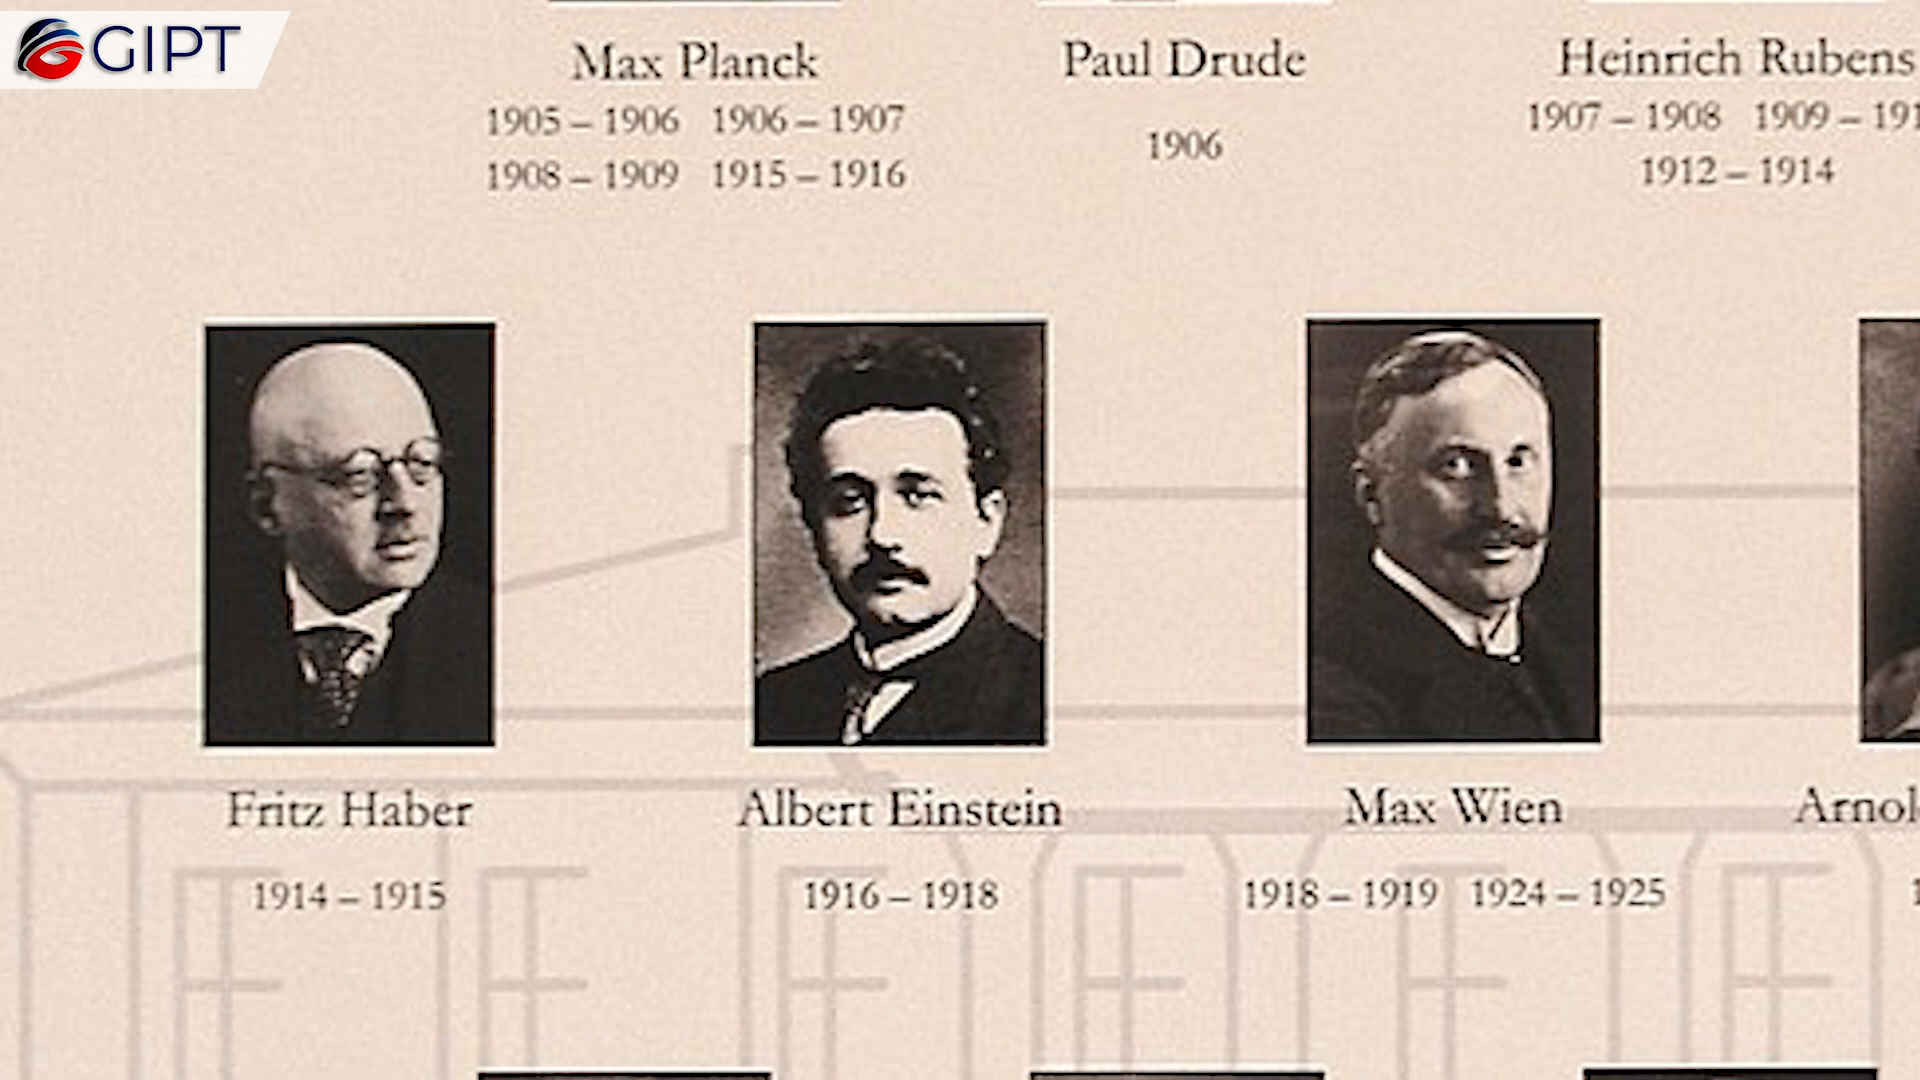 GIPT
Max Planck
1905 – 1906 1906 – 1907
1908 – 1909 1915 – 1916
Paul Drude
1906
Heinrich Rubens
1907 – 1908 1909 –
1912 – 1914
Fritz Haber
1914 – 1915
Albert Einstein
1916 – 1918
Max Wien
1918 – 1919 1924 – 1925